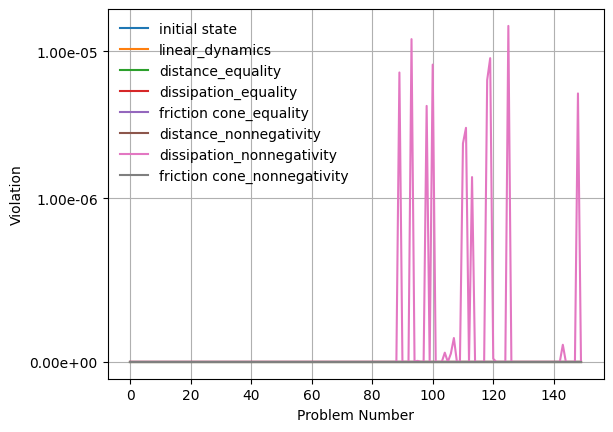 initial state
linear_dynamics
distance_equality
dissipation_equality
friction cone_equality
distance_nonnegativity
dissipation_nonnegativity
friction cone_nonnegativity
1.00e-05
1.00e-06
0.00e+00
Violation
0 20 40 60 80 100 120 140
Problem Number